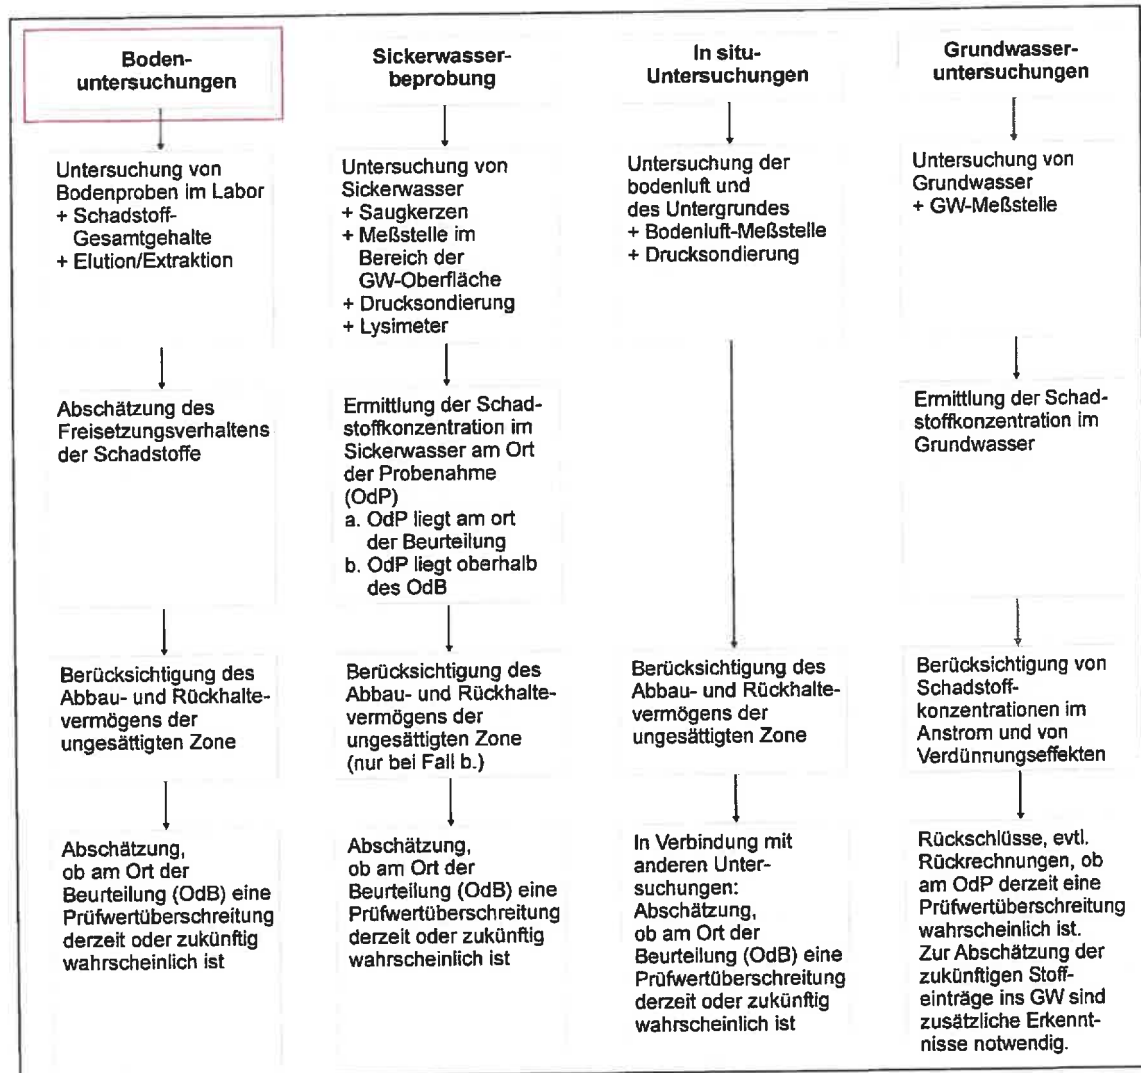 Boden-
untersuchungen
Untersuchung von
Bodenproben im Labor
+ Schadstoff-
Gesamtgehalte
+ Elution/Extraktion
Abschätzung des
Freisetzungsverhaltens
der Schadstoffe
Berücksichtigung des
Abbau- und Rückhalte-
vermögens der
ungesättigten Zone
Abschätzung,
ob am Ort der
Beurteilung (OdB) eine
Prüfwertüberschreitung
derzeit oder zukünftig
wahrscheinlich ist
Sickerwasser-
beprobung
Untersuchung von
Sickerwasser
+ Saugkerzen
+ Meßstelle im
Bereich der
GW-Oberfläche
+ Drucksondierung
+ Lysimeter
Ermittlung der Schad-
stoffkonzentration im
Sickerwasser am Ort
der Probenahme
(OdP)
a. OdP liegt am ort
der Beurteilung
b. OdP liegt oberhalb
des OdB
Berücksichtigung des
Abbau- und Rückhalte-
vermögens der
ungesättigten Zone
(nur bei Fall b.)
Abschätzung,
ob am Ort der
Beurteilung (OdB) eine
Prüfwertüberschreitung
derzeit oder zukünftig
wahrscheinlich ist
In situ-
Untersuchungen
Untersuchung der
bodenluft und
des Untergrundes
+ Bodenluft-Meßstelle
+ Drucksondierung
Berücksichtigung des
Abbau- und Rückhalte-
vermögens der
ungesättigten Zone
In Verbindung mit
anderen Unter-
suchungen:
Abschätzung,
ob am Ort der
Beurteilung (OdB) eine
Prüfwertüberschreitung
derzeit oder zukünftig
wahrscheinlich ist
Grundwasser-
untersuchungen
Untersuchung von
Grundwasser
+ GW-Meßstelle
Ermittlung der Schad-
stoffkonzentration im
Grundwasser
Berücksichtigung von
Schadstoff-
konzentrationen im
Anstrom und von
Verdünnungseffekten
Rückschlüsse, evtl.
Rückrechnungen, ob
am OdP derzeit eine
Prüfwertüberschreitung
wahrscheinlich ist.
Zur Abschätzung der
zukünftigen Stoff-
einträge ins GW sind
zusätzliche Erkennt-
nisse notwendig.